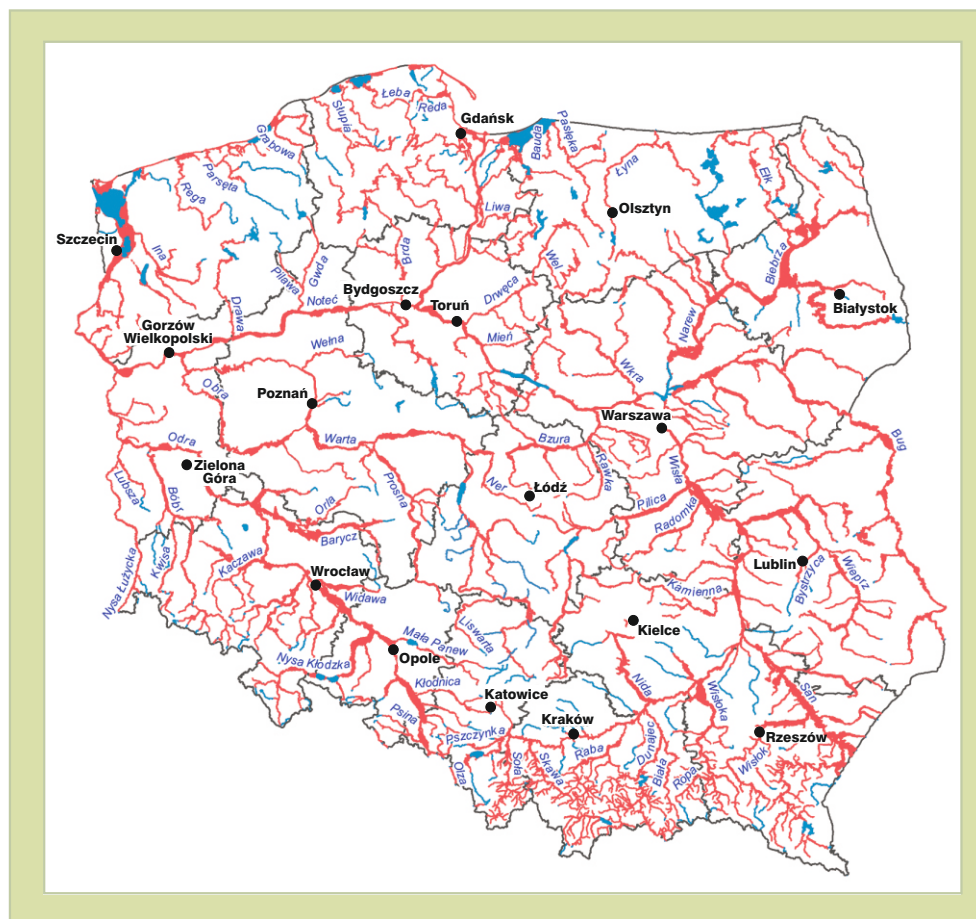 Łeba
Słupia
Reda
Gdańsk
Grabowa
Bauda
Pasłęka
Łyna
Ełk
Parsęta
Rega
Liwa
Olsztyn
Szczecin
Ina
Brda
Gwda
Piława
Wel
Biebrza
Bydgoszcz
Noteć
Drwęca
Toruń
Białystok
Drawa
Gorzów
Wielkopolski
Mień
Narew
Wełna
Wkra
Obra
Poznań
Warszawa
Odra
Warta
Bzura
Bug
Zielona
Góra
Rawka
Wisła
Lubsza
Bóbr
Prosna
Ner
Łódź
Pilica
Radomka
Orla
Barycz
Kwisa
Kaczawa
Nysa Łużycka
Wrocław
Widawa
Lublin
Bystrzyca
Wieprz
Kamienna
Liswarta
Kielce
Mała Panew
Opole
Nysa Kłodzka
Kłodnica
Katowice
Nida
Wisłoka
San
Psina
Pszczynka
Kraków
Raba
Dunajec
Rzeszów
Wisłok
Olza
Soła
Skawa
Biała
Ropa